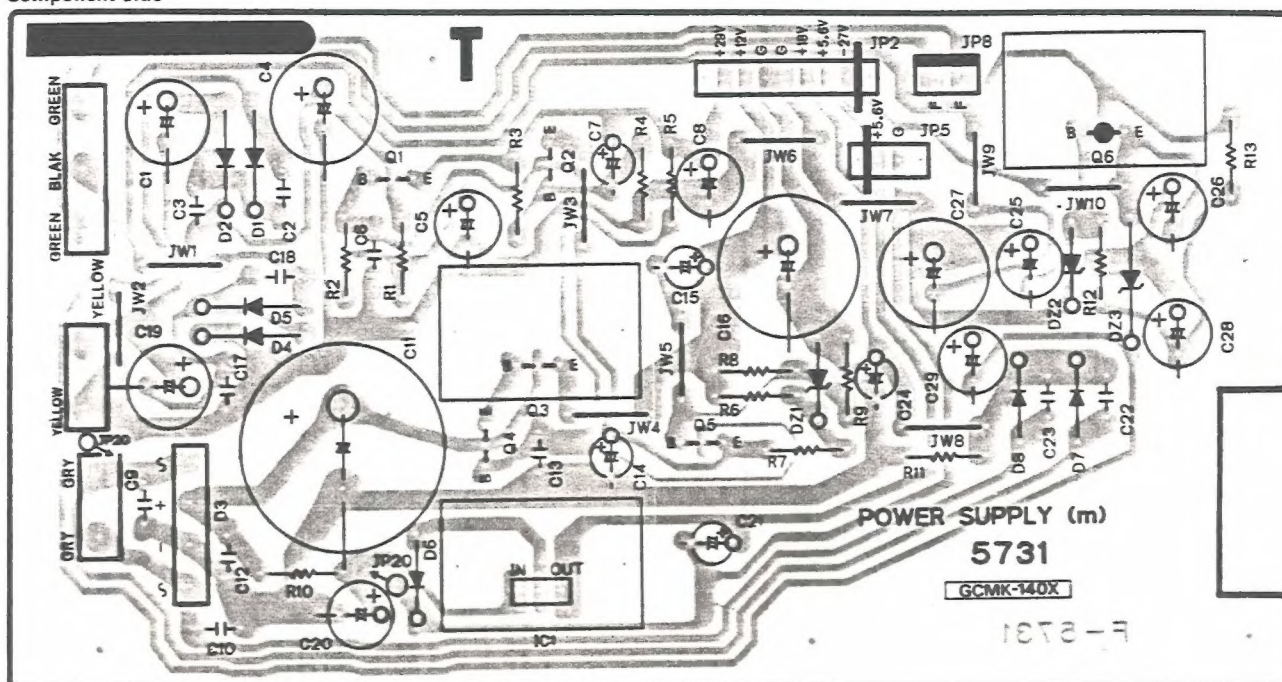 Component Side
T
+29V
+12V
G
G
+18V
+5.6V
-27V
JP2
JP8
F
F
+5.6V
G
JP5
GREEN
BLAK
GREEN
YELLOW
YELLOW
GRY
GRY
C1
C4
C3
D2
D1
C2
C18
JW1
JW2
C19
C17
D5
D4
JP20
C9
S
+
-
S
D3
C12
C10
R10
C20
JP20
D6
C11
Q1
B
E
C5
C6
R2
R1
R3
Q2
E
B
JW3
C7
R4
R5
C8
JW6
C15
C16
JW5
R8
R6
R7
DZ1
R9
C24
B
E
Q3
Q4
E
B
C13
C14
JW4
Q5
B
E
IN
OUT
IC1
C21
JW7
C27
C25
JW9
JW10
B
E
Q6
R13
C26
DZ2
R12
DZ3
C28
C29
JW8
R11
D8
C23
D7
C22
POWER SUPPLY (m)
5731
GCMK-140X
F-5731